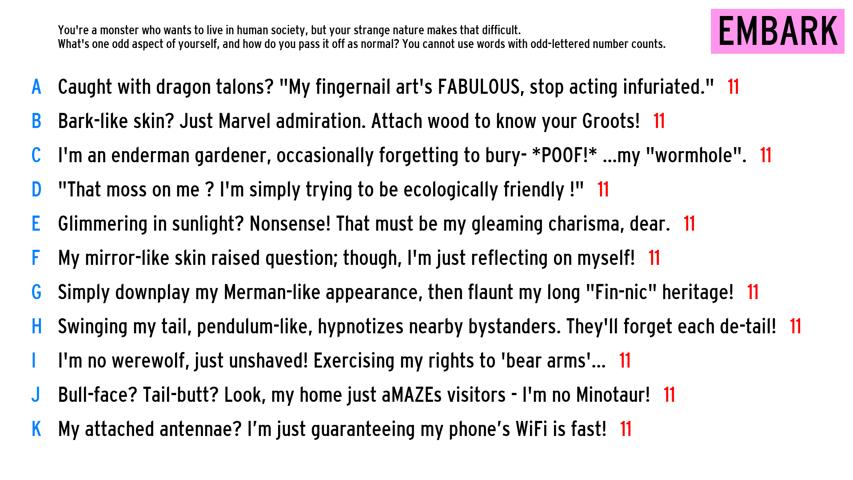 You're a monster who wants to live in human society, but your strange nature makes that difficult.
What's one odd aspect of yourself, and how do you pass it off as normal? You cannot use words with odd-lettered number counts.
EMBARK
A Caught with dragon talons? "My fingernail art's FABULOUS, stop acting infuriated." 11
B Bark-like skin? Just Marvel admiration. Attach wood to know your Groots! 11
C I'm an enderman gardener, occasionally forgetting to bury- *POOF!* ...my "wormhole". 11
D "That moss on me ? I'm simply trying to be ecologically friendly !" 11
E Glimmering in sunlight? Nonsense! That must be my gleaming charisma, dear. 11
F My mirror-like skin raised question; though, I'm just reflecting on myself! 11
G Simply downplay my Merman-like appearance, then flaunt my long "Fin-nic" heritage! 11
H Swinging my tail, pendulum-like, hypnotizes nearby bystanders. They'll forget each de-tail! 11
I I'm no werewolf, just unshaved! Exercising my rights to 'bear arms'... 11
J Bull-face? Tail-butt? Look, my home just aMAZEs visitors - I'm no Minotaur! 11
K My attached antennae? I’m just guaranteeing my phone’s WiFi is fast! 11